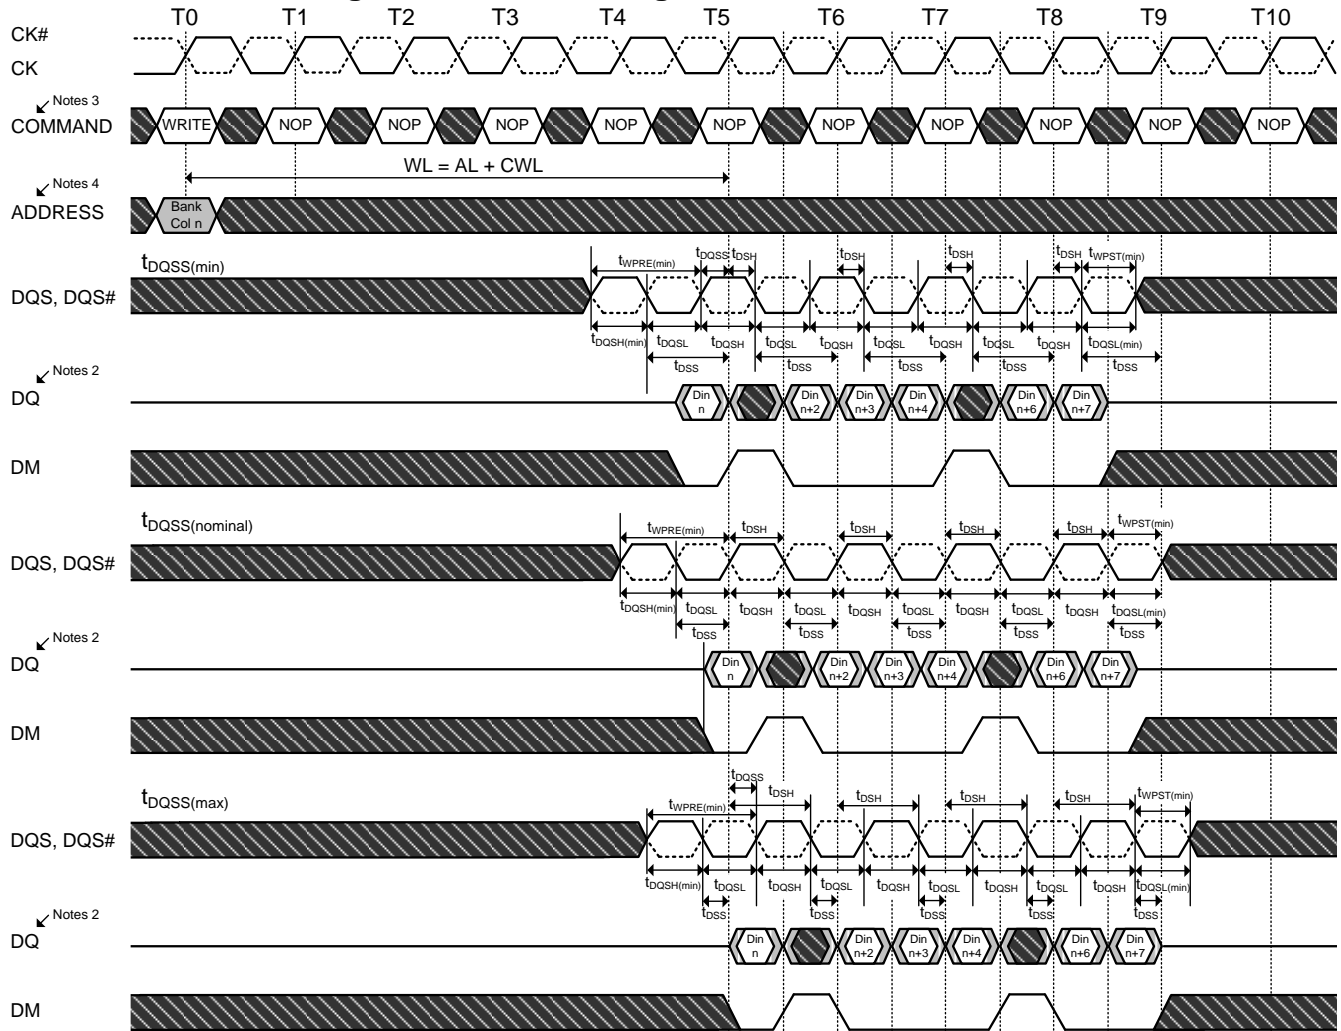 T0 T1 T2 T3 T4 T5 T6 T7 T8 T9 T10
CK#
CK
Notes 3
COMMAND WRITE NOP NOP NOP NOP NOP NOP NOP NOP NOP NOP
WL = AL + CWL
Notes 4
ADDRESS Bank Col n
tDQSS(min) tWPRE(min) tDQSS tDSH tDSH tDSH tDSH tWPST(min)
DQS, DQS#
tDQSH(min) tDQSL tDQSH tDQSL tDQSH tDQSL tDQSH tDQSL tDQSH tDQSL(min)
tDSS tDSS tDSS tDSS tDSS
Notes 2
DQ Din n Din n+2 Din n+3 Din n+4 Din n+6 Din n+7
DM
tDQSS(nominal) tWPRE(min) tDSH tDSH tDSH tDSH tWPST(min)
DQS, DQS#
tDQSH(min) tDQSL tDQSH tDQSL tDQSH tDQSL tDQSH tDQSL tDQSH tDQSL(min)
tDSS tDSS tDSS tDSS tDSS
Notes 2
DQ Din n Din n+2 Din n+3 Din n+4 Din n+6 Din n+7
DM
tDQSS
tDQSS(max) tWPRE(min) tDSH tDSH tDSH tDSH tWPST(min)
DQS, DQS#
tDQSH(min) tDQSL tDQSH tDQSL tDQSH tDQSL tDQSH tDQSL tDQSH tDQSL(min)
tDSS tDSS tDSS tDSS tDSS
Notes 2
DQ Din n Din n+2 Din n+3 Din n+4 Din n+6 Din n+7
DM